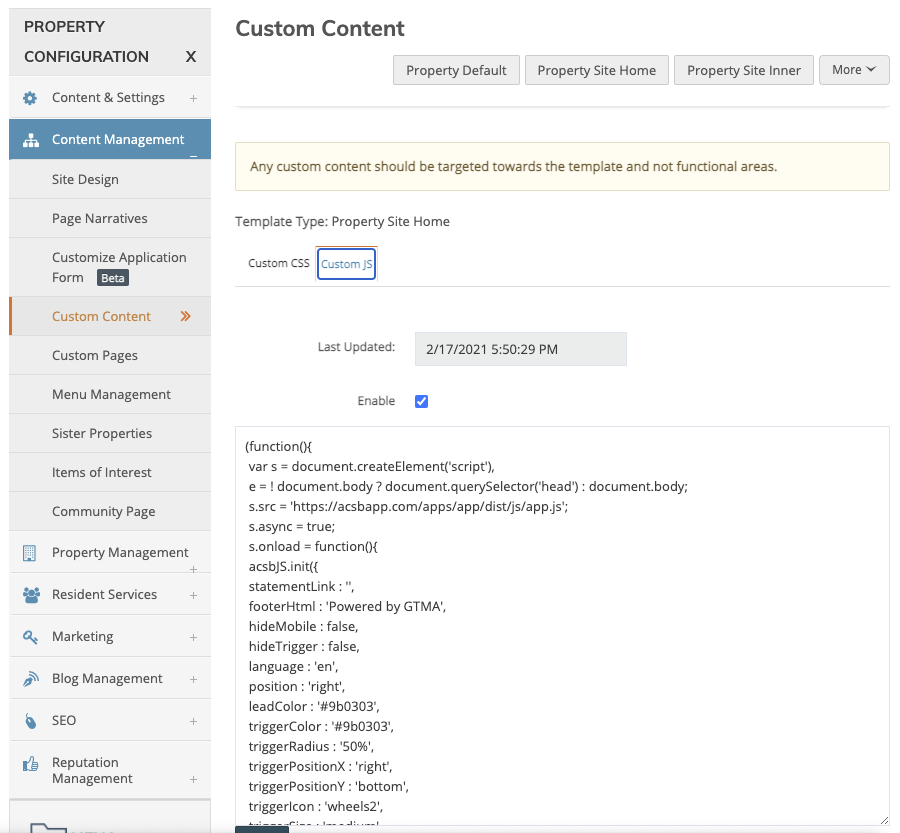 PROPERTY
CONFIGURATION X
Content & Settings +
Content Management _
Site Design
Page Narratives
Customize Application
Form Beta
Custom Content »
Custom Pages
Menu Management
Sister Properties
Items of Interest
Community Page
Property Management +
Resident Services +
Marketing +
Blog Management +
SEO +
Reputation
Management +
Custom Content
Property Default Property Site Home Property Site Inner More
Any custom content should be targeted towards the template and not functional areas.
Template Type: Property Site Home
Custom CSS Custom JS
Last Updated: 2/17/2021 5:50:29 PM
Enable
(function(){
var s = document.createElement('script'),
e = ! document.body ? document.querySelector('head') : document.body;
s.src = 'https://acsbapp.com/apps/app/dist/js/app.js';
s.async = true;
s.onload = function(){
acsbJS.init({
statementLink : '',
footerHtml : 'Powered by GTMA',
hideMobile : false,
hideTrigger : false,
language : 'en',
position : 'right',
leadColor : '#9b0303',
triggerColor : '#9b0303',
triggerRadius : '50%',
triggerPositionX : 'right',
triggerPositionY : 'bottom',
triggerIcon : 'wheels2',
triggerSize : 'medium',